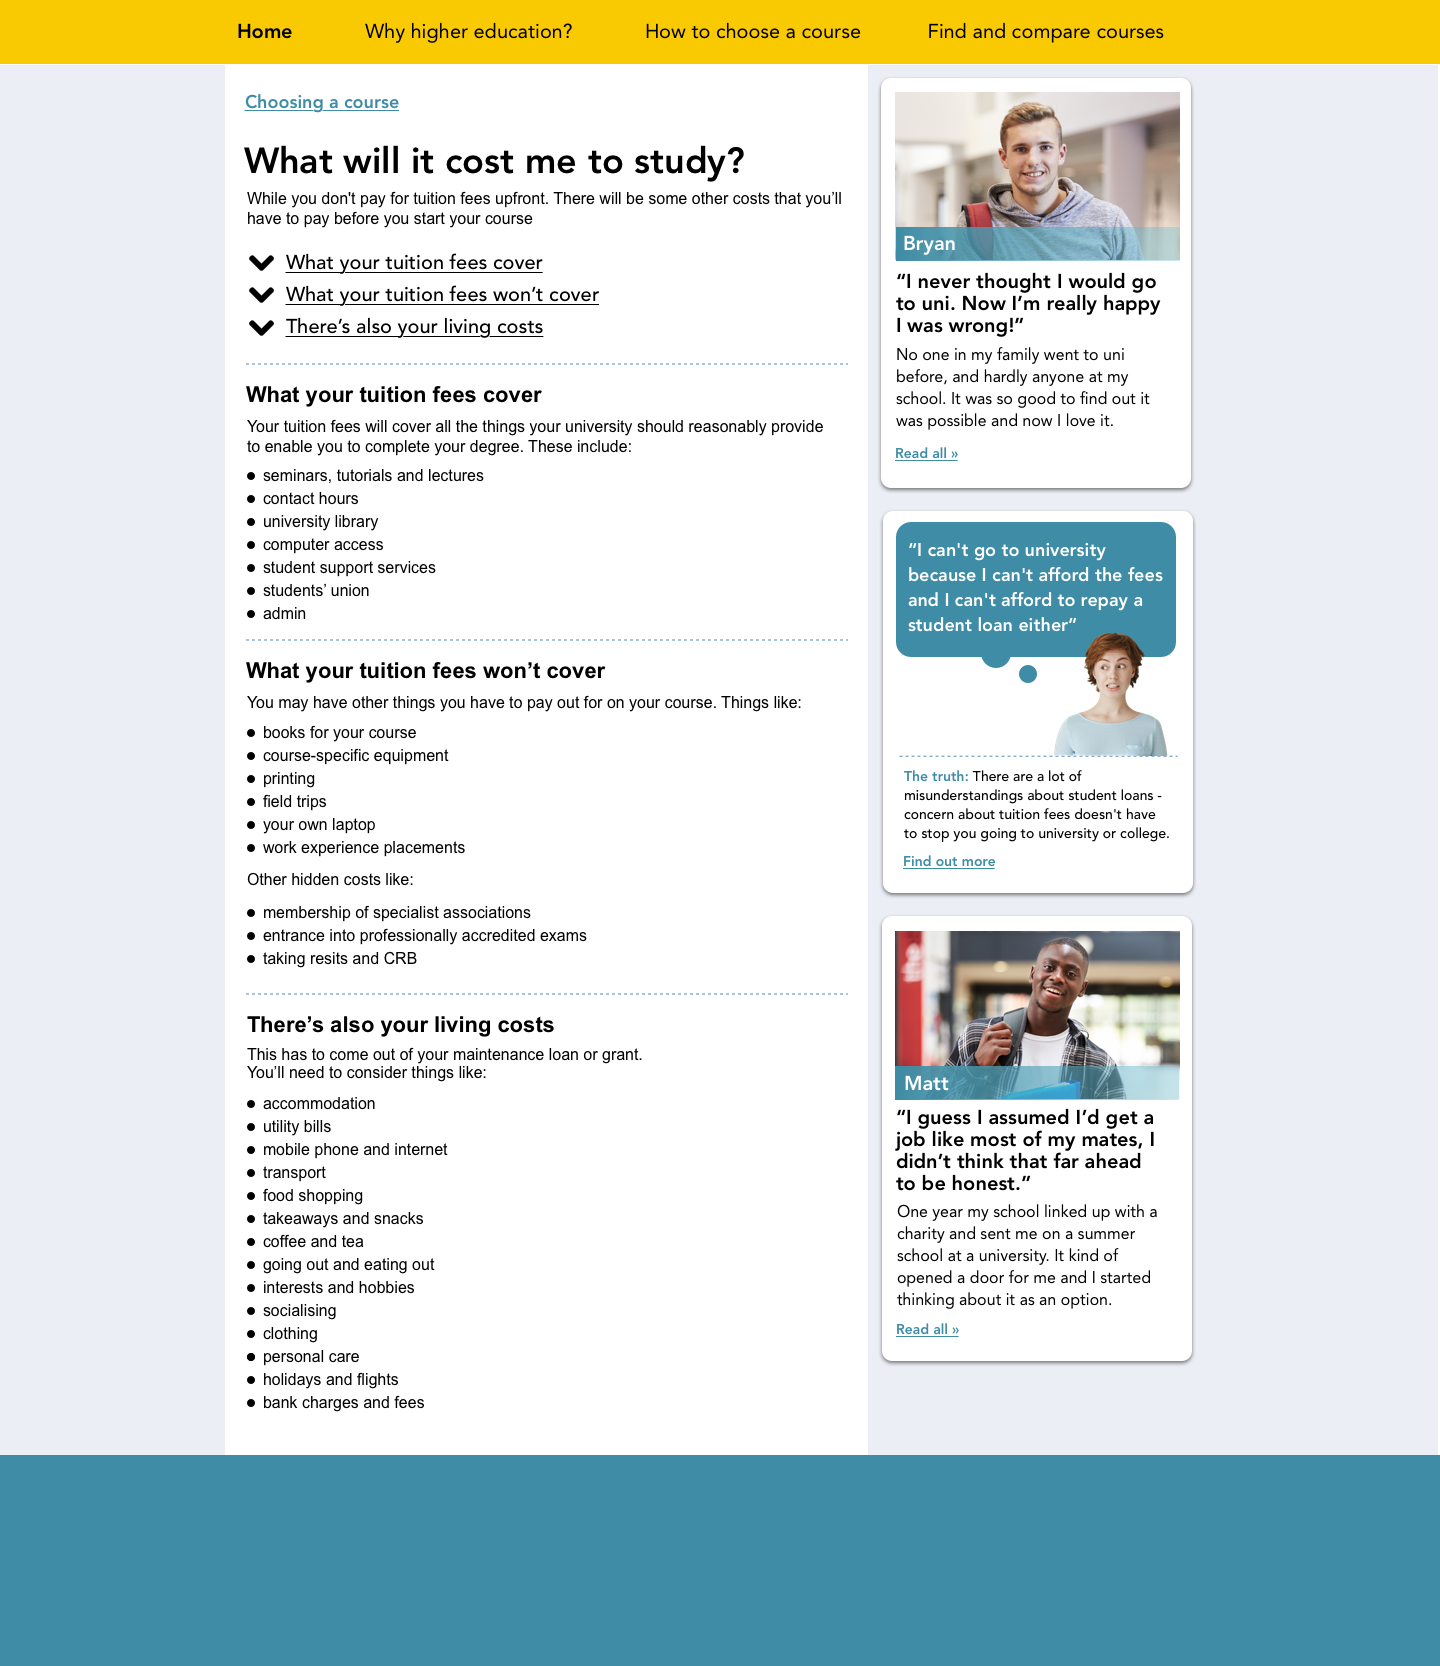 Home
Why higher education?
How to choose a course
Find and compare courses
Choosing a course
What will it cost me to study?
While you don't pay for tuition fees upfront. There will be some other costs that you’ll
have to pay before you start your course
What your tuition fees cover
What your tuition fees won’t cover
There’s also your living costs
What your tuition fees cover
Your tuition fees will cover all the things your university should reasonably provide
to enable you to complete your degree. These include:
● seminars, tutorials and lectures
● contact hours
● university library
● computer access
● student support services
● students’ union
● admin
What your tuition fees won’t cover
You may have other things you have to pay out for on your course. Things like:
● books for your course
● course-specific equipment
● printing
● field trips
● your own laptop
● work experience placements
Other hidden costs like:
● membership of specialist associations
● entrance into professionally accredited exams
● taking resits and CRB
There’s also your living costs
This has to come out of your maintenance loan or grant.
You’ll need to consider things like:
● accommodation
● utility bills
● mobile phone and internet
● transport
● food shopping
● takeaways and snacks
● coffee and tea
● going out and eating out
● interests and hobbies
● socialising
● clothing
● personal care
● holidays and flights
● bank charges and fees
Bryan
“I never thought I would go
to uni. Now I’m really happy
I was wrong!”
No one in my family went to uni
before, and hardly anyone at my
school. It was so good to find out it
was possible and now I love it.
Read all »
“I can't go to university
because I can't afford the fees
and I can't afford to repay a
student loan either”
The truth: There are a lot of
misunderstandings about student loans -
concern about tuition fees doesn't have
to stop you going to university or college.
Find out more
Matt
“I guess I assumed I’d get a
job like most of my mates, I
didn’t think that far ahead
to be honest.”
One year my school linked up with a
charity and sent me on a summer
school at a university. It kind of
opened a door for me and I started
thinking about it as an option.
Read all »